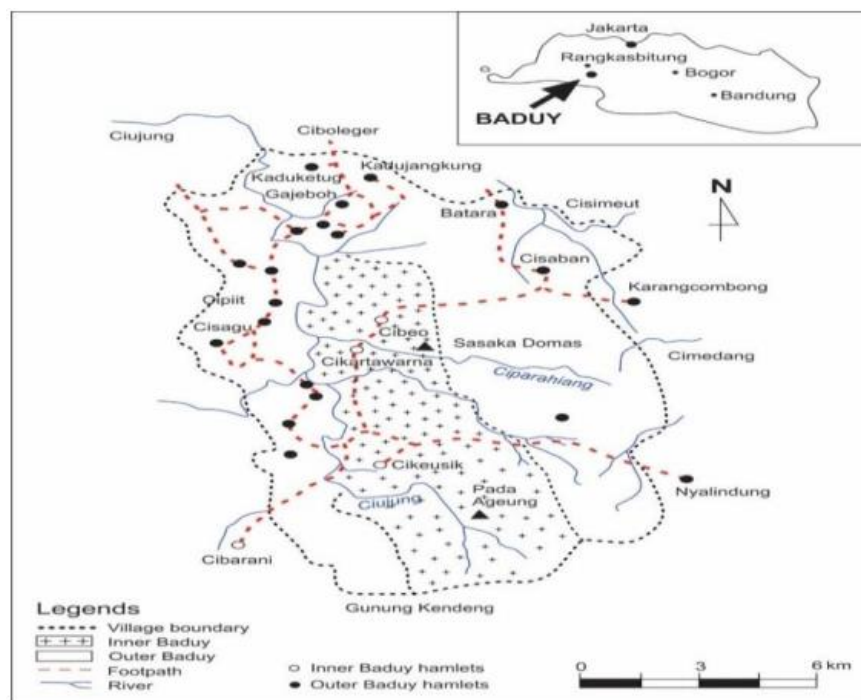 Jakarta
Rangkasbitung
Bogor
Bandung
BADUY
Ciboleger
Ciujung
Kadujangkung
Kaduketug
Gajeboh
N
Batara
Cisimeut
Cisaban
Karangcombong
Cipiit
Cisagu
Cibeo
Sasaka Domas
Cikartawarna
Cimedang
Ciparahiang
Cikeusik
Pada
Ageung
Nyalindung
Ciujung
Cibarani
Gunung Kendeng
Legends
Village boundary
Inner Baduy
Outer Baduy
Footpath
River
Inner Baduy hamlets
Outer Baduy hamlets
0 3 6 km